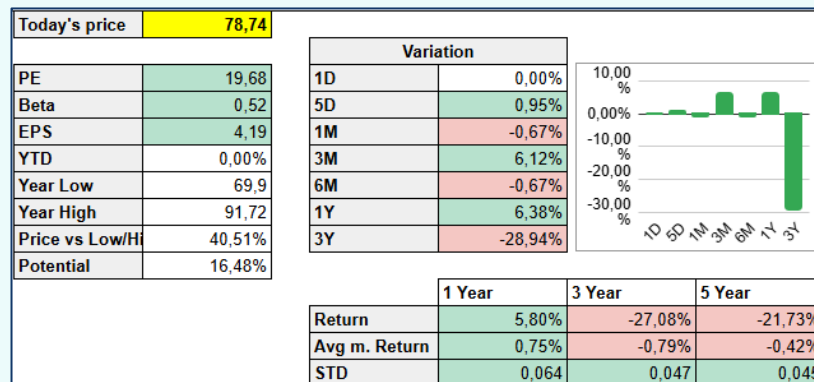 Today's price 78,74
Variation
PE 19,68
Beta 0,52
EPS 4,19
YTD 0,00%
Year Low 69,9
Year High 91,72
Price vs Low/Hi 40,51%
Potential 16,48%
1D 0,00%
5D 0,95%
1M -0,67%
3M 6,12%
6M -0,67%
1Y 6,38%
3Y -28,94%
10,00
%
0,00%
-10,00
%
-20,00
%
-30,00
%
1D 5D 1M 3M 6M 1Y 3Y
1 Year 3 Year 5 Year
Return 5,80% -27,08% -21,73%
Avg m. Return 0,75% -0,79% -0,42%
STD 0,064 0,047 0,045